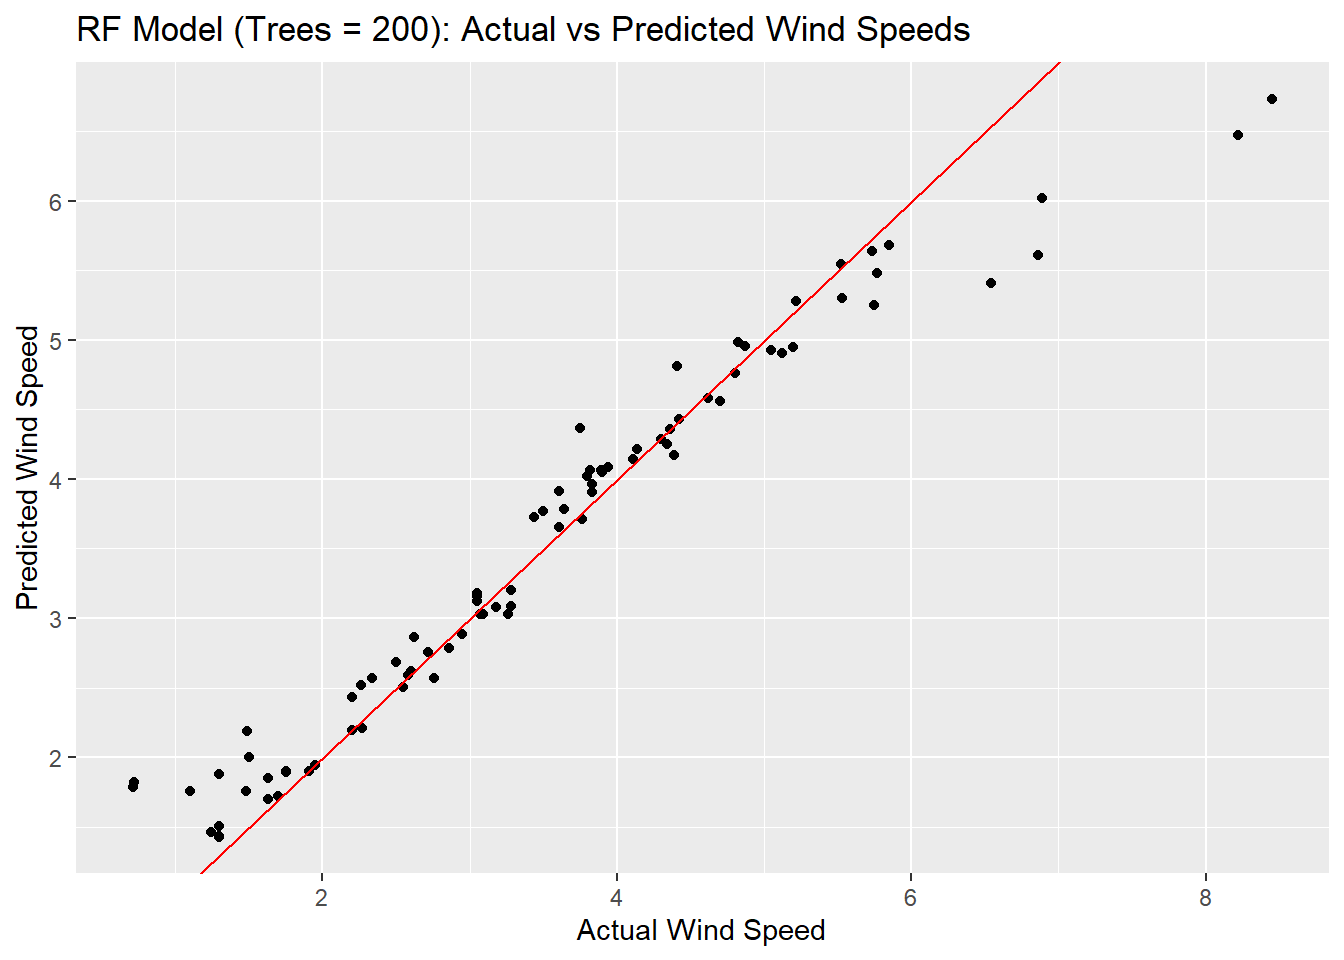 RF Model (Trees = 200): Actual vs Predicted Wind Speeds
Predicted Wind Speed
6
5
4
3
2
2 4 6 8
Actual Wind Speed